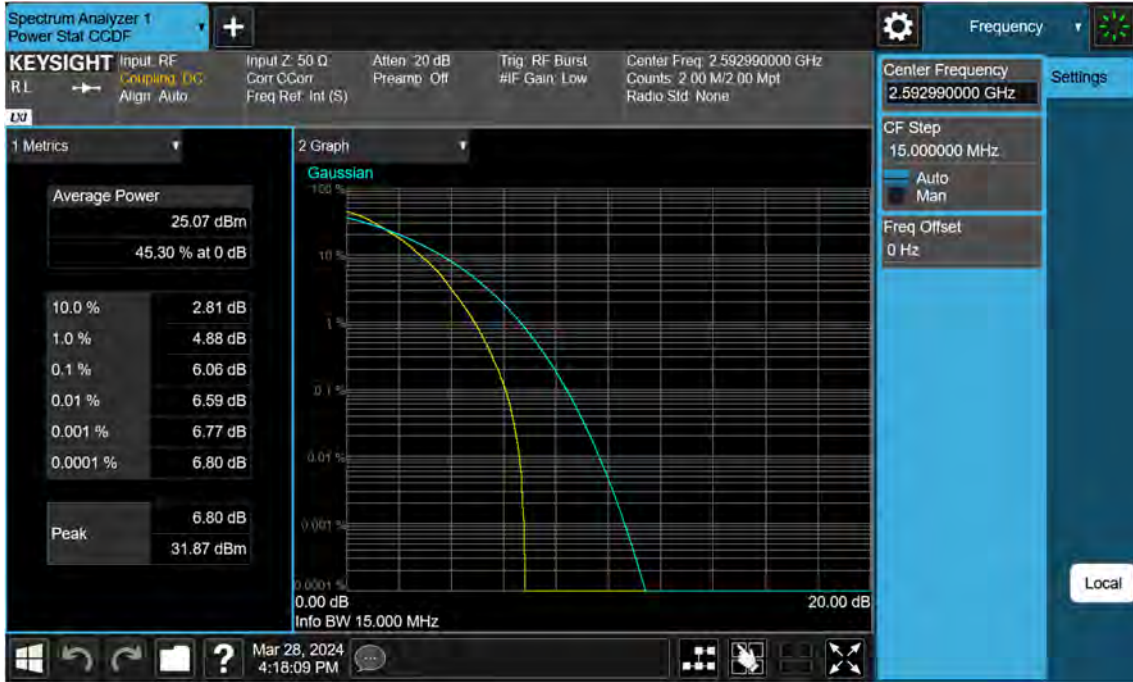 Spectrum Analyzer 1
Power Stat CCDF
+
Frequency
KEYSIGHT
R L
LXI
Input: RF
Coupling: DC
Align: Auto
Input Z: 50 Ω
Corr CCorr
Freq Ref: Int (S)
Atten: 20 dB
Preamp: Off
Trig: RF Burst
#IF Gain: Low
Center Freq: 2.592990000 GHz
Counts: 2.00 M/2.00 Mpt
Radio Std: None
Center Frequency
2.592990000 GHz
Settings
CF Step
15.000000 MHz
Auto
Man
Freq Offset
0 Hz
1 Metrics
Average Power
25.07 dBm
45.30 % at 0 dB
10.0 % 2.81 dB
1.0 % 4.88 dB
0.1 % 6.06 dB
0.01 % 6.59 dB
0.001 % 6.77 dB
0.0001 % 6.80 dB
Peak
6.80 dB
31.87 dBm
2 Graph
Gaussian
100 %
10 %
1 %
0.1 %
0.01 %
0.001 %
0.0001 %
0.00 dB 20.00 dB
Info BW 15.000 MHz
Local
?
Mar 28, 2024
4:18:09 PM